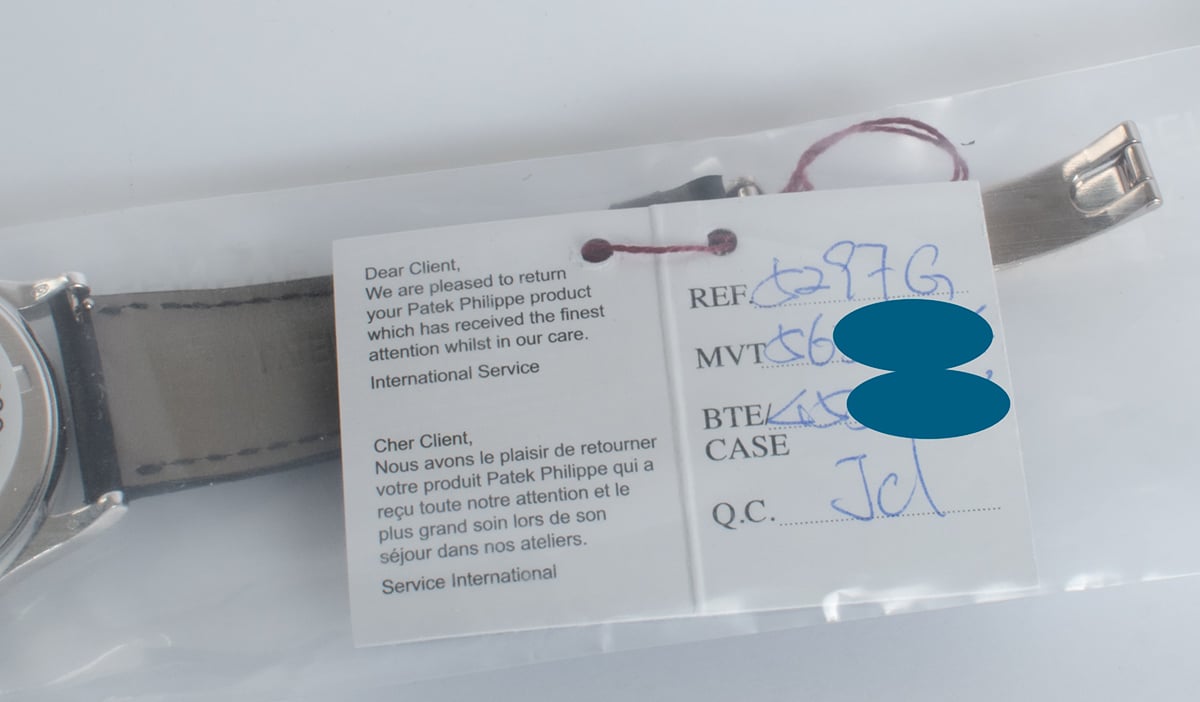 Dear Client,
We are pleased to return
your Patek Philippe product
which has received the finest
attention whilst in our care.
International Service
Cher Client,
Nous avons le plaisir de retourner
votre produit Patek Philippe qui a
reçu toute notre attention et le
plus grand soin lors de son
séjour dans nos ateliers.
Service International
REF. 5297G
MVT 56
BTE/
CASE
Q.C. Jcl